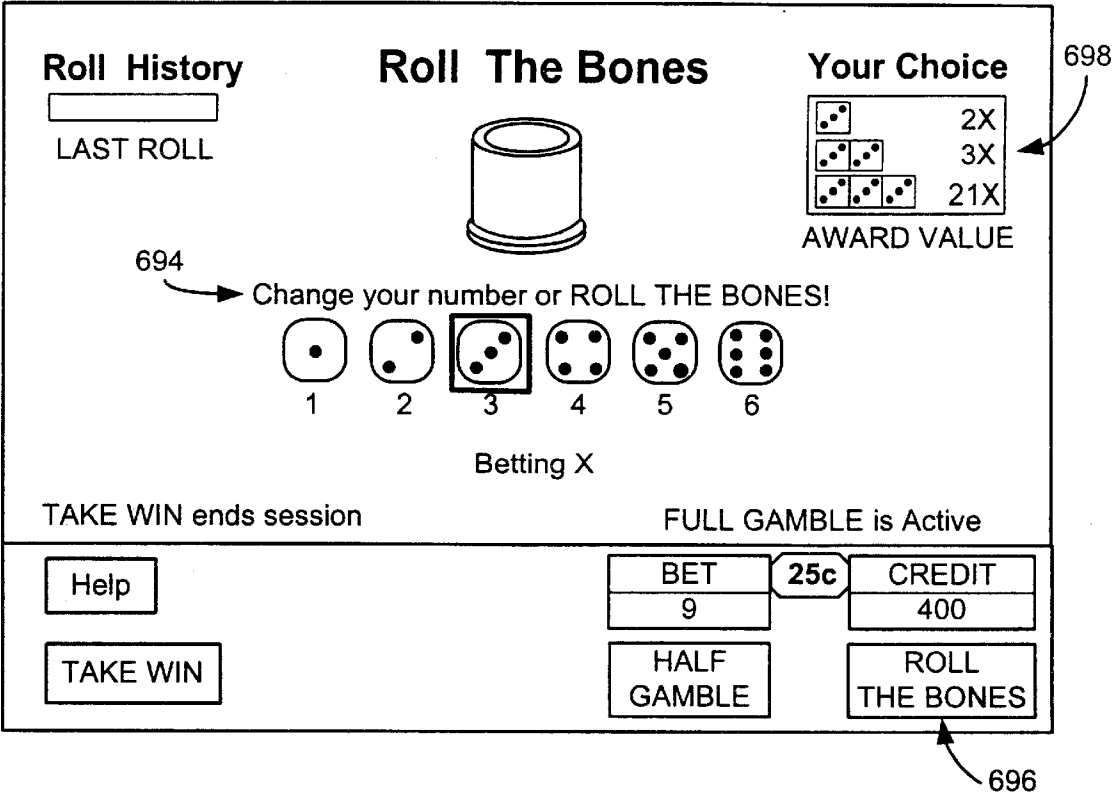 Roll History
Roll The Bones
Your Choice
698
LAST ROLL
2X
3X
21X
AWARD VALUE
694
Change your number or ROLL THE BONES!
1 2 3 4 5 6
Betting X
TAKE WIN ends session
FULL GAMBLE is Active
Help
BET
25c
CREDIT
9
400
TAKE WIN
HALF
GAMBLE
ROLL
THE BONES
696